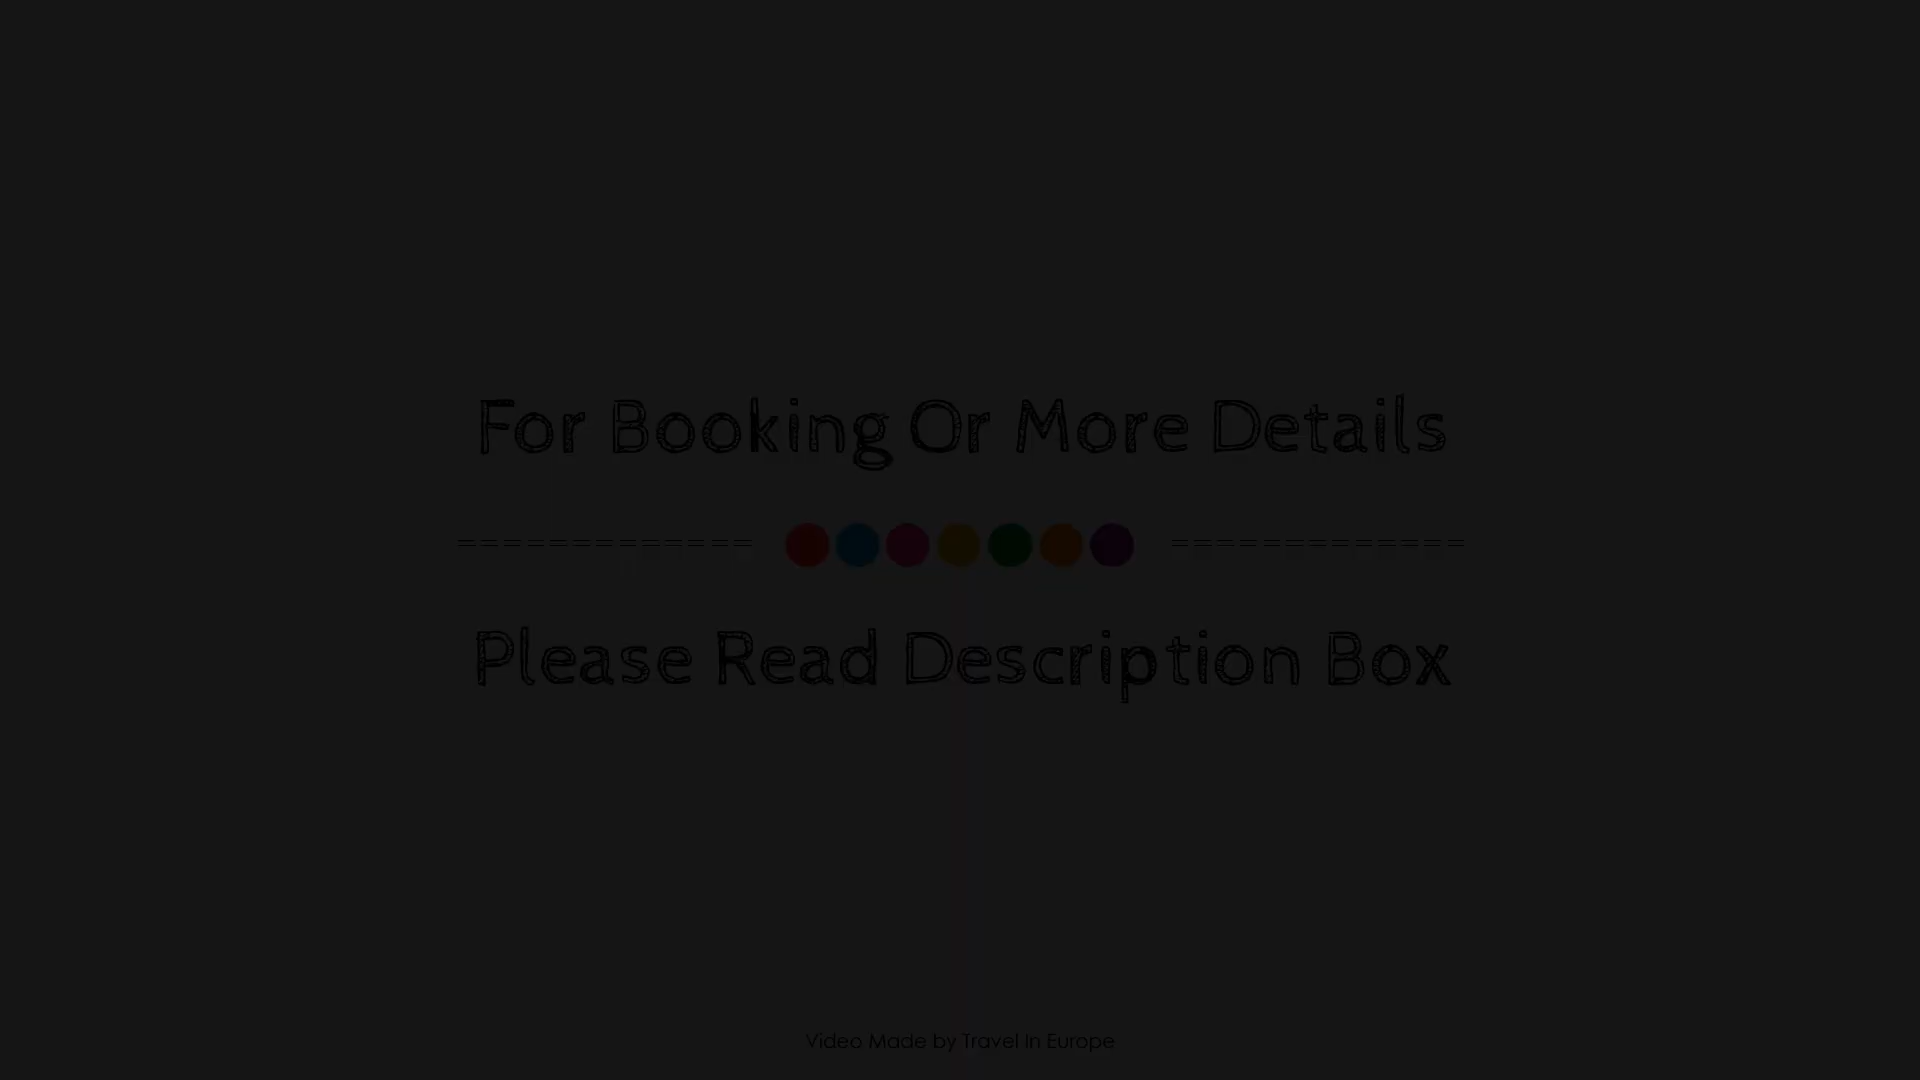 For Booking Or More Details
============= =============
Please Read Description Box
Video Made by Travel In Europe